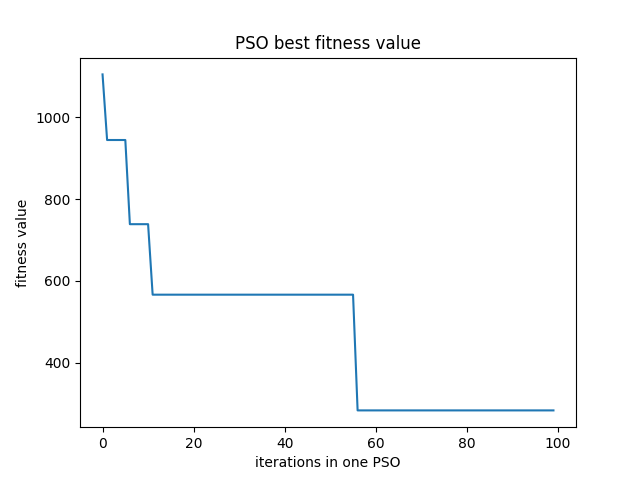 PSO best fitness value
fitness value
1000
800
600
400
0 20 40 60 80 100
iterations in one PSO